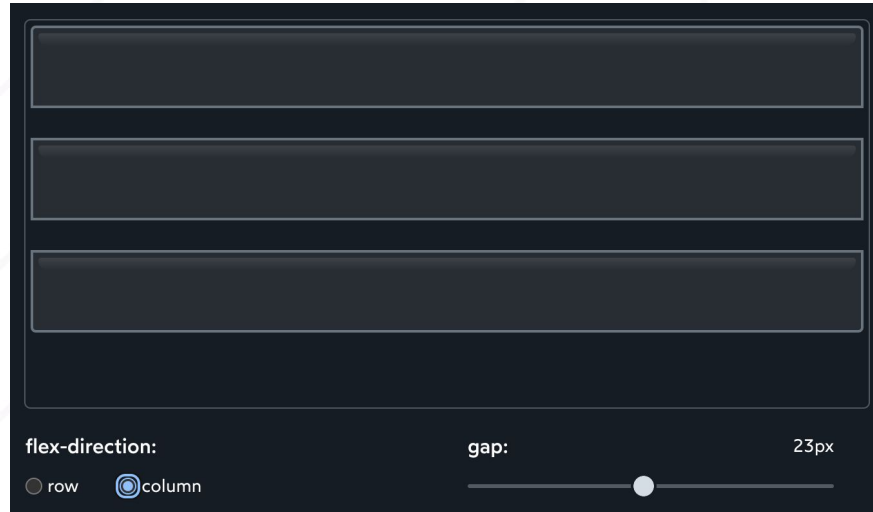 flex-direction:
gap:
23px
row
column